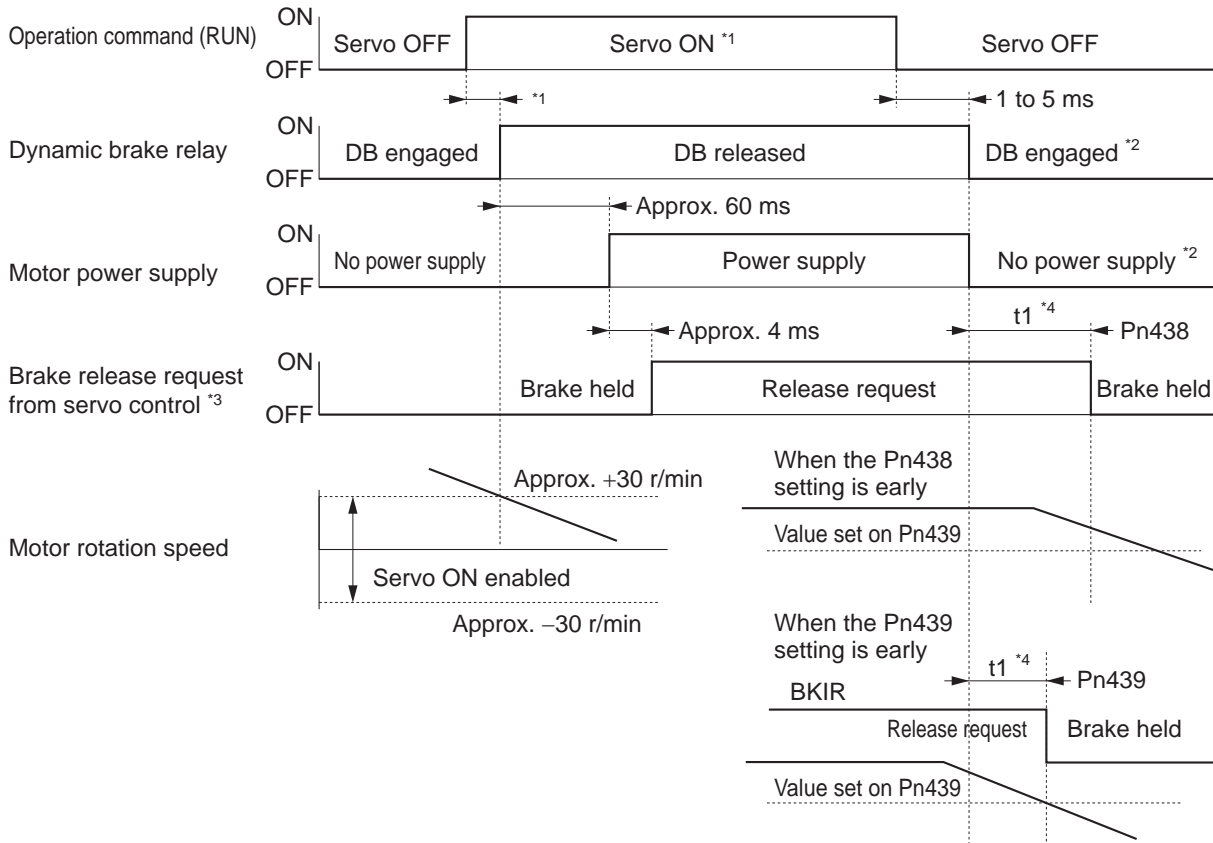 Operation command (RUN)
ON
OFF
Servo OFF
Servo ON *1
Servo OFF
*1
1 to 5 ms
Dynamic brake relay
ON
OFF
DB engaged
DB released
DB engaged *2
Approx. 60 ms
Motor power supply
ON
OFF
No power supply
Power supply
No power supply *2
Approx. 4 ms
t1 *4
Pn438
Brake release request
from servo control *3
ON
OFF
Brake held
Release request
Brake held
Motor rotation speed
Approx. +30 r/min
Servo ON enabled
Approx. −30 r/min
When the Pn438
setting is early
Value set on Pn439
When the Pn439
setting is early
t1 *4
Pn439
BKIR
Release request
Brake held
Value set on Pn439